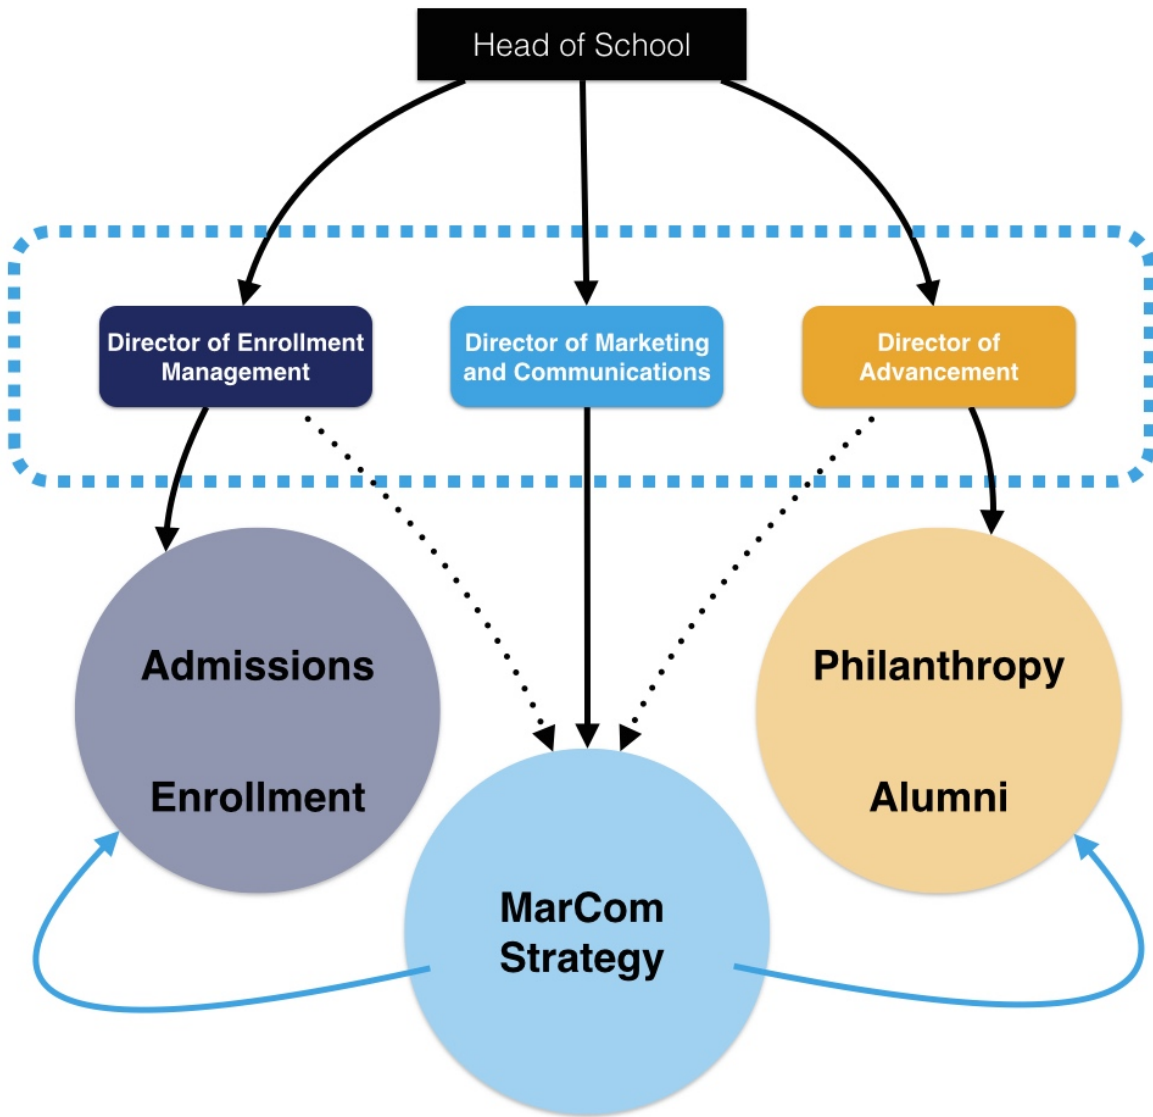 Head of School
Director of Enrollment
Management
Director of Marketing
and Communications
Director of
Advancement
Admissions
Enrollment
Philanthropy
Alumni
MarCom
Strategy